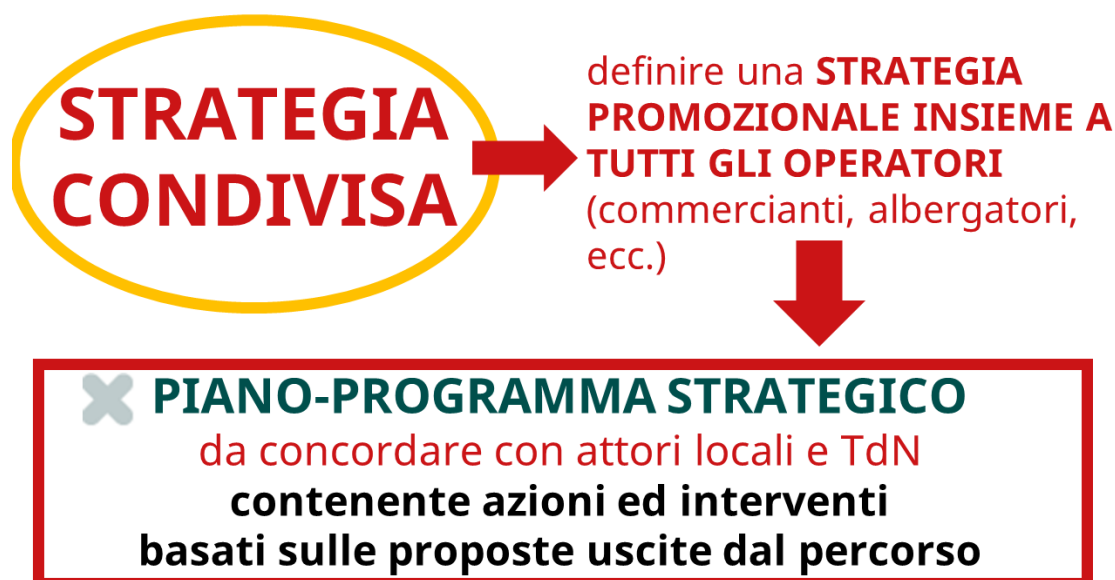 STRATEGIA
CONDIVISA
definire una STRATEGIA
PROMOZIONALE INSIEME A
TUTTI GLI OPERATORI
(commercianti, albergatori,
ecc.)
PIANO-PROGRAMMA STRATEGICO
da concordare con attori locali e TdN
contenente azioni ed interventi
basati sulle proposte uscite dal percorso